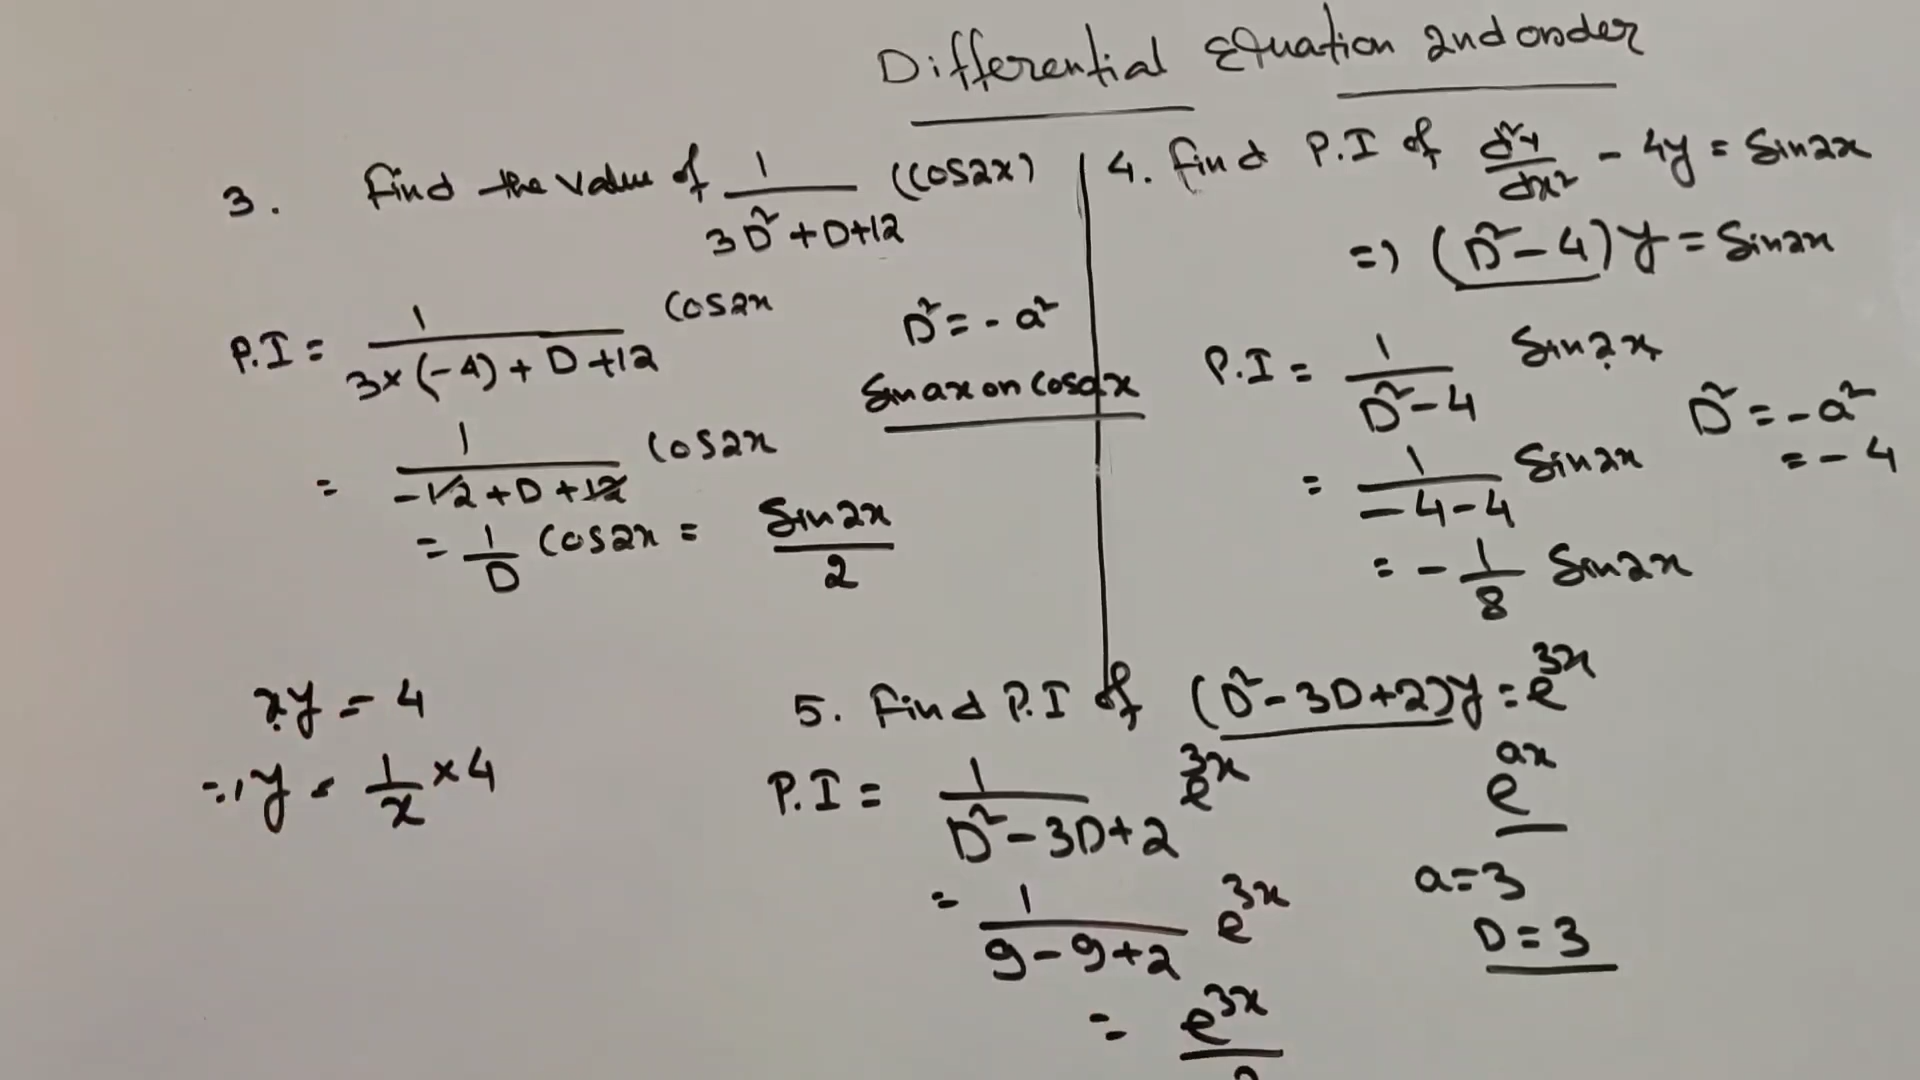 Differential Equation 2nd order
3. Find the value of 1/(3D²+D+12) (cos2x)
P.I = 1/(3×(-4)+D+12) cos2x
D² = -a²
sin ax or cos ax
= 1/(-12+D+12) cos2x
= 1/D cos2x = sin2x/2
4. Find P.I of d²y/dx² - 4y = sin2x
=> (D²-4)y = sin2x
P.I = 1/(D²-4) sin2x
D² = -a²
= -4
= 1/(-4-4) sin2x
= -1/8 sin2x
xy = 4
=> y = 1/x × 4
5. Find P.I of (D²-3D+2)y = e^3x
P.I = 1/(D²-3D+2) e^3x
e^ax
a=3
D=3
= 1/(9-9+2) e^3x
= e^3x/2